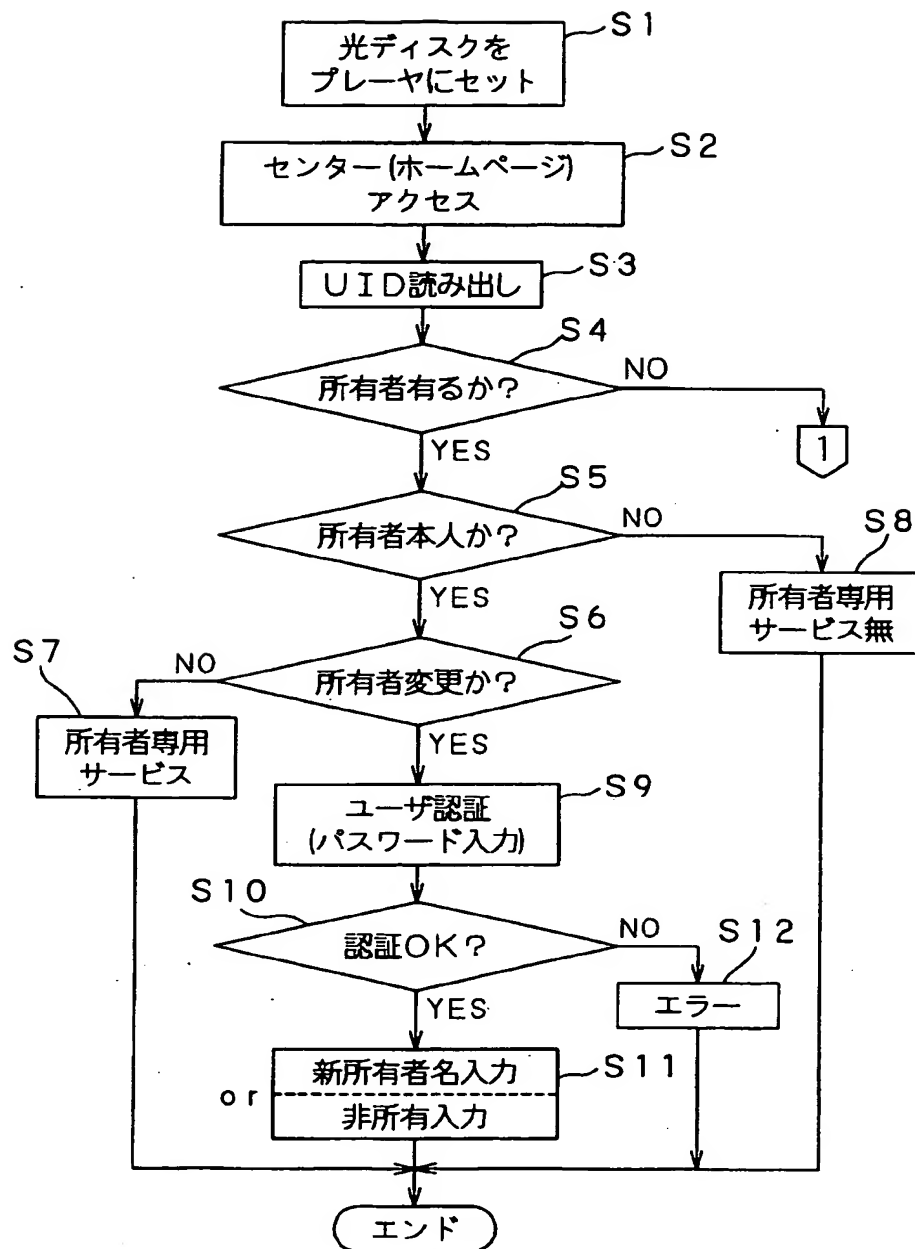 S1
光ディスクを
プレーヤにセット
S2
センター(ホームページ)
アクセス
S3
UID読み出し
S4
所有者有るか?
NO
1
YES
S5
所有者本人か?
NO
S8
所有者専用
サービス無
YES
S6
所有者変更か?
NO
S7
所有者専用
サービス
YES
S9
ユーザ認証
(パスワード入力)
S10
認証OK?
NO
S12
エラー
YES
S11
新所有者名入力
or
非所有入力
エンド